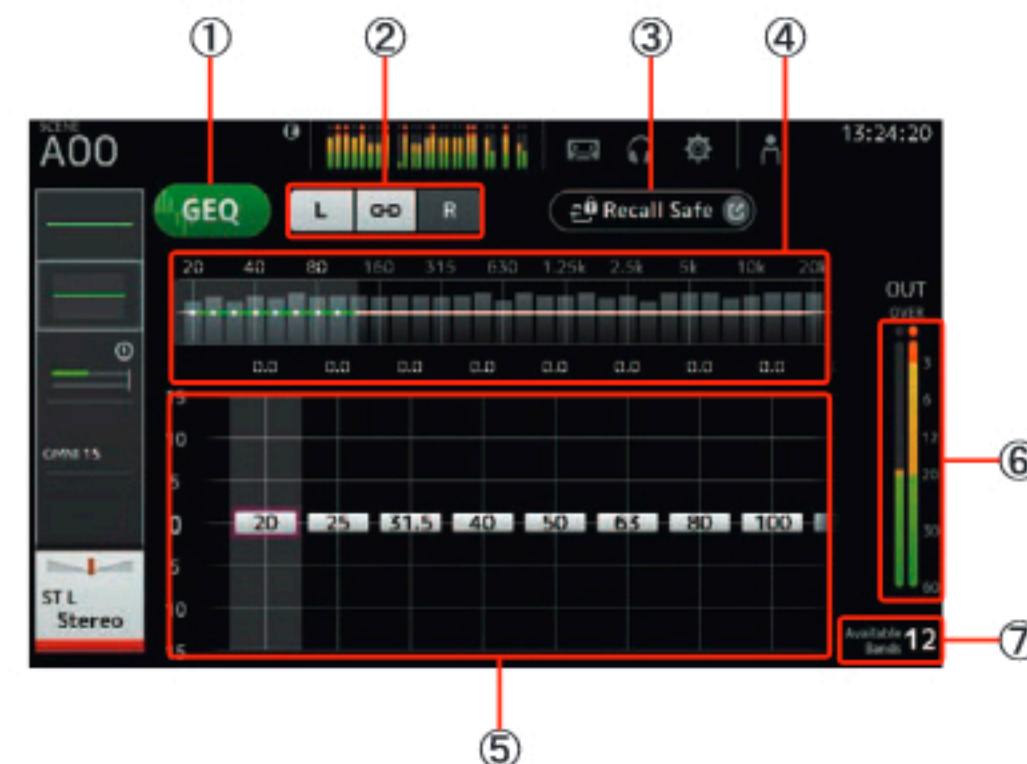 ① ② ③ ④
SCENE
A00
13:24:20
GEQ
L
R
Recall Safe
20 40 80 160 315 630 1.25k 2.5k 5k 10k 20k
0.0 0.0 0.0 0.0 0.0 0.0 0.0 0.0
OUT
OVER
3
6
12
20
30
60
⑥
15
10
5
0
5
10
15
20 25 31.5 40 50 63 80 100
OMNI 15
ST L
Stereo
Available
Bands
12
⑦
⑤